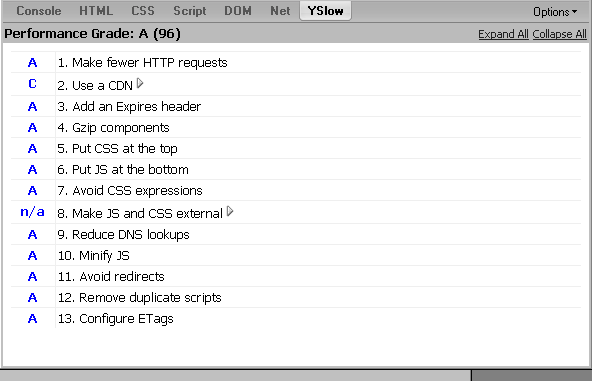 Console HTML CSS Script DOM Net YSlow Options
Performance Grade: A (96) Expand All Collapse All
A 1. Make fewer HTTP requests
C 2. Use a CDN
A 3. Add an Expires header
A 4. Gzip components
A 5. Put CSS at the top
A 6. Put JS at the bottom
A 7. Avoid CSS expressions
n/a 8. Make JS and CSS external
A 9. Reduce DNS lookups
A 10. Minify JS
A 11. Avoid redirects
A 12. Remove duplicate scripts
A 13. Configure ETags